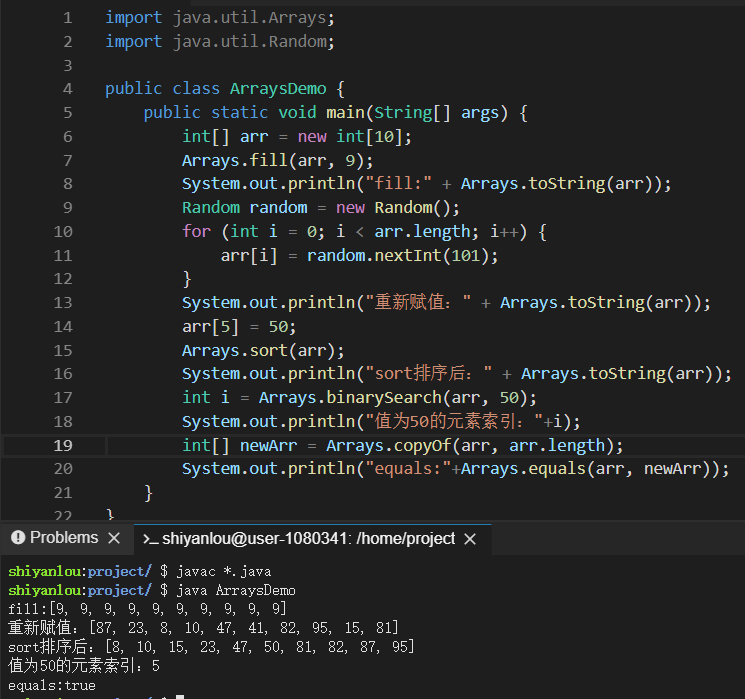 1 import java.util.Arrays;
2 import java.util.Random;
3
4 public class ArraysDemo {
5 public static void main(String[] args) {
6 int[] arr = new int[10];
7 Arrays.fill(arr, 9);
8 System.out.println("fill:" + Arrays.toString(arr));
9 Random random = new Random();
10 for (int i = 0; i < arr.length; i++) {
11 arr[i] = random.nextInt(101);
12 }
13 System.out.println("重新赋值：" + Arrays.toString(arr));
14 arr[5] = 50;
15 Arrays.sort(arr);
16 System.out.println("sort排序后：" + Arrays.toString(arr));
17 int i = Arrays.binarySearch(arr, 50);
18 System.out.println("值为50的元素索引："+i);
19 int[] newArr = Arrays.copyOf(arr, arr.length);
20 System.out.println("equals:"+Arrays.equals(arr, newArr));
21 }
22 }
Problems × >_ shiyanlou@user-1080341: /home/project ×
shiyanlou:project/ $ javac *.java
shiyanlou:project/ $ java ArraysDemo
fill:[9, 9, 9, 9, 9, 9, 9, 9, 9, 9]
重新赋值：[87, 23, 8, 10, 47, 41, 82, 95, 15, 81]
sort排序后：[8, 10, 15, 23, 47, 50, 81, 82, 87, 95]
值为50的元素索引：5
equals:true